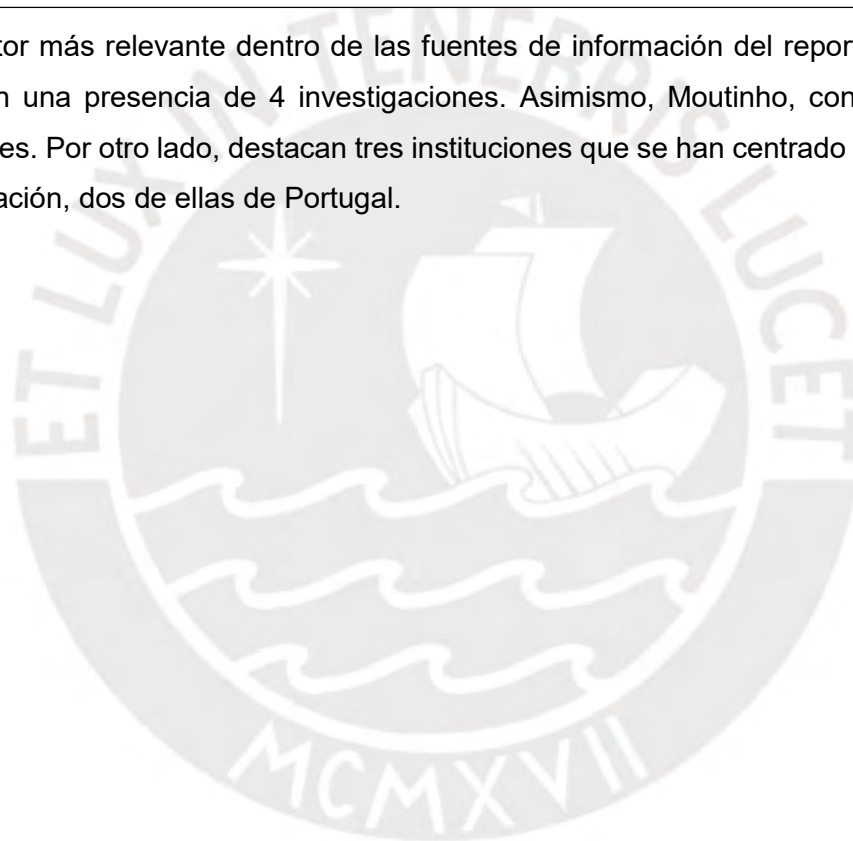 tor más relevante dentro de las fuentes de información del repor
n una presencia de 4 investigaciones. Asimismo, Moutinho, con
es. Por otro lado, destacan tres instituciones que se han centrado
ación, dos de ellas de Portugal.
ET LUX IN TENEBRIS LUCET
MCMXVII